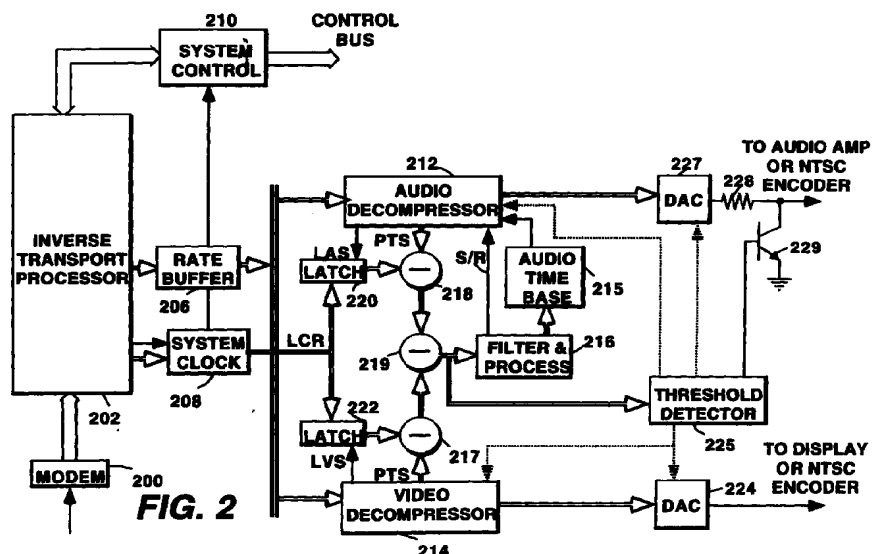 210
SYSTEM
CONTROL
CONTROL
BUS
INVERSE
TRANSPORT
PROCESSOR
202
MODEM
200
RATE
BUFFER
206
SYSTEM
CLOCK
208
LCR
212
AUDIO
DECOMPRESSOR
LAS
PTS
LATCH
220
218
S/R
AUDIO
TIME
BASE
215
219
FILTER &
PROCESS
216
222
LATCH
217
LVS
PTS
VIDEO
DECOMPRESSOR
214
227
DAC
228
TO AUDIO AMP
OR NTSC
ENCODER
229
THRESHOLD
DETECTOR
225
DAC
224
TO DISPLAY
OR NTSC
ENCODER
FIG. 2